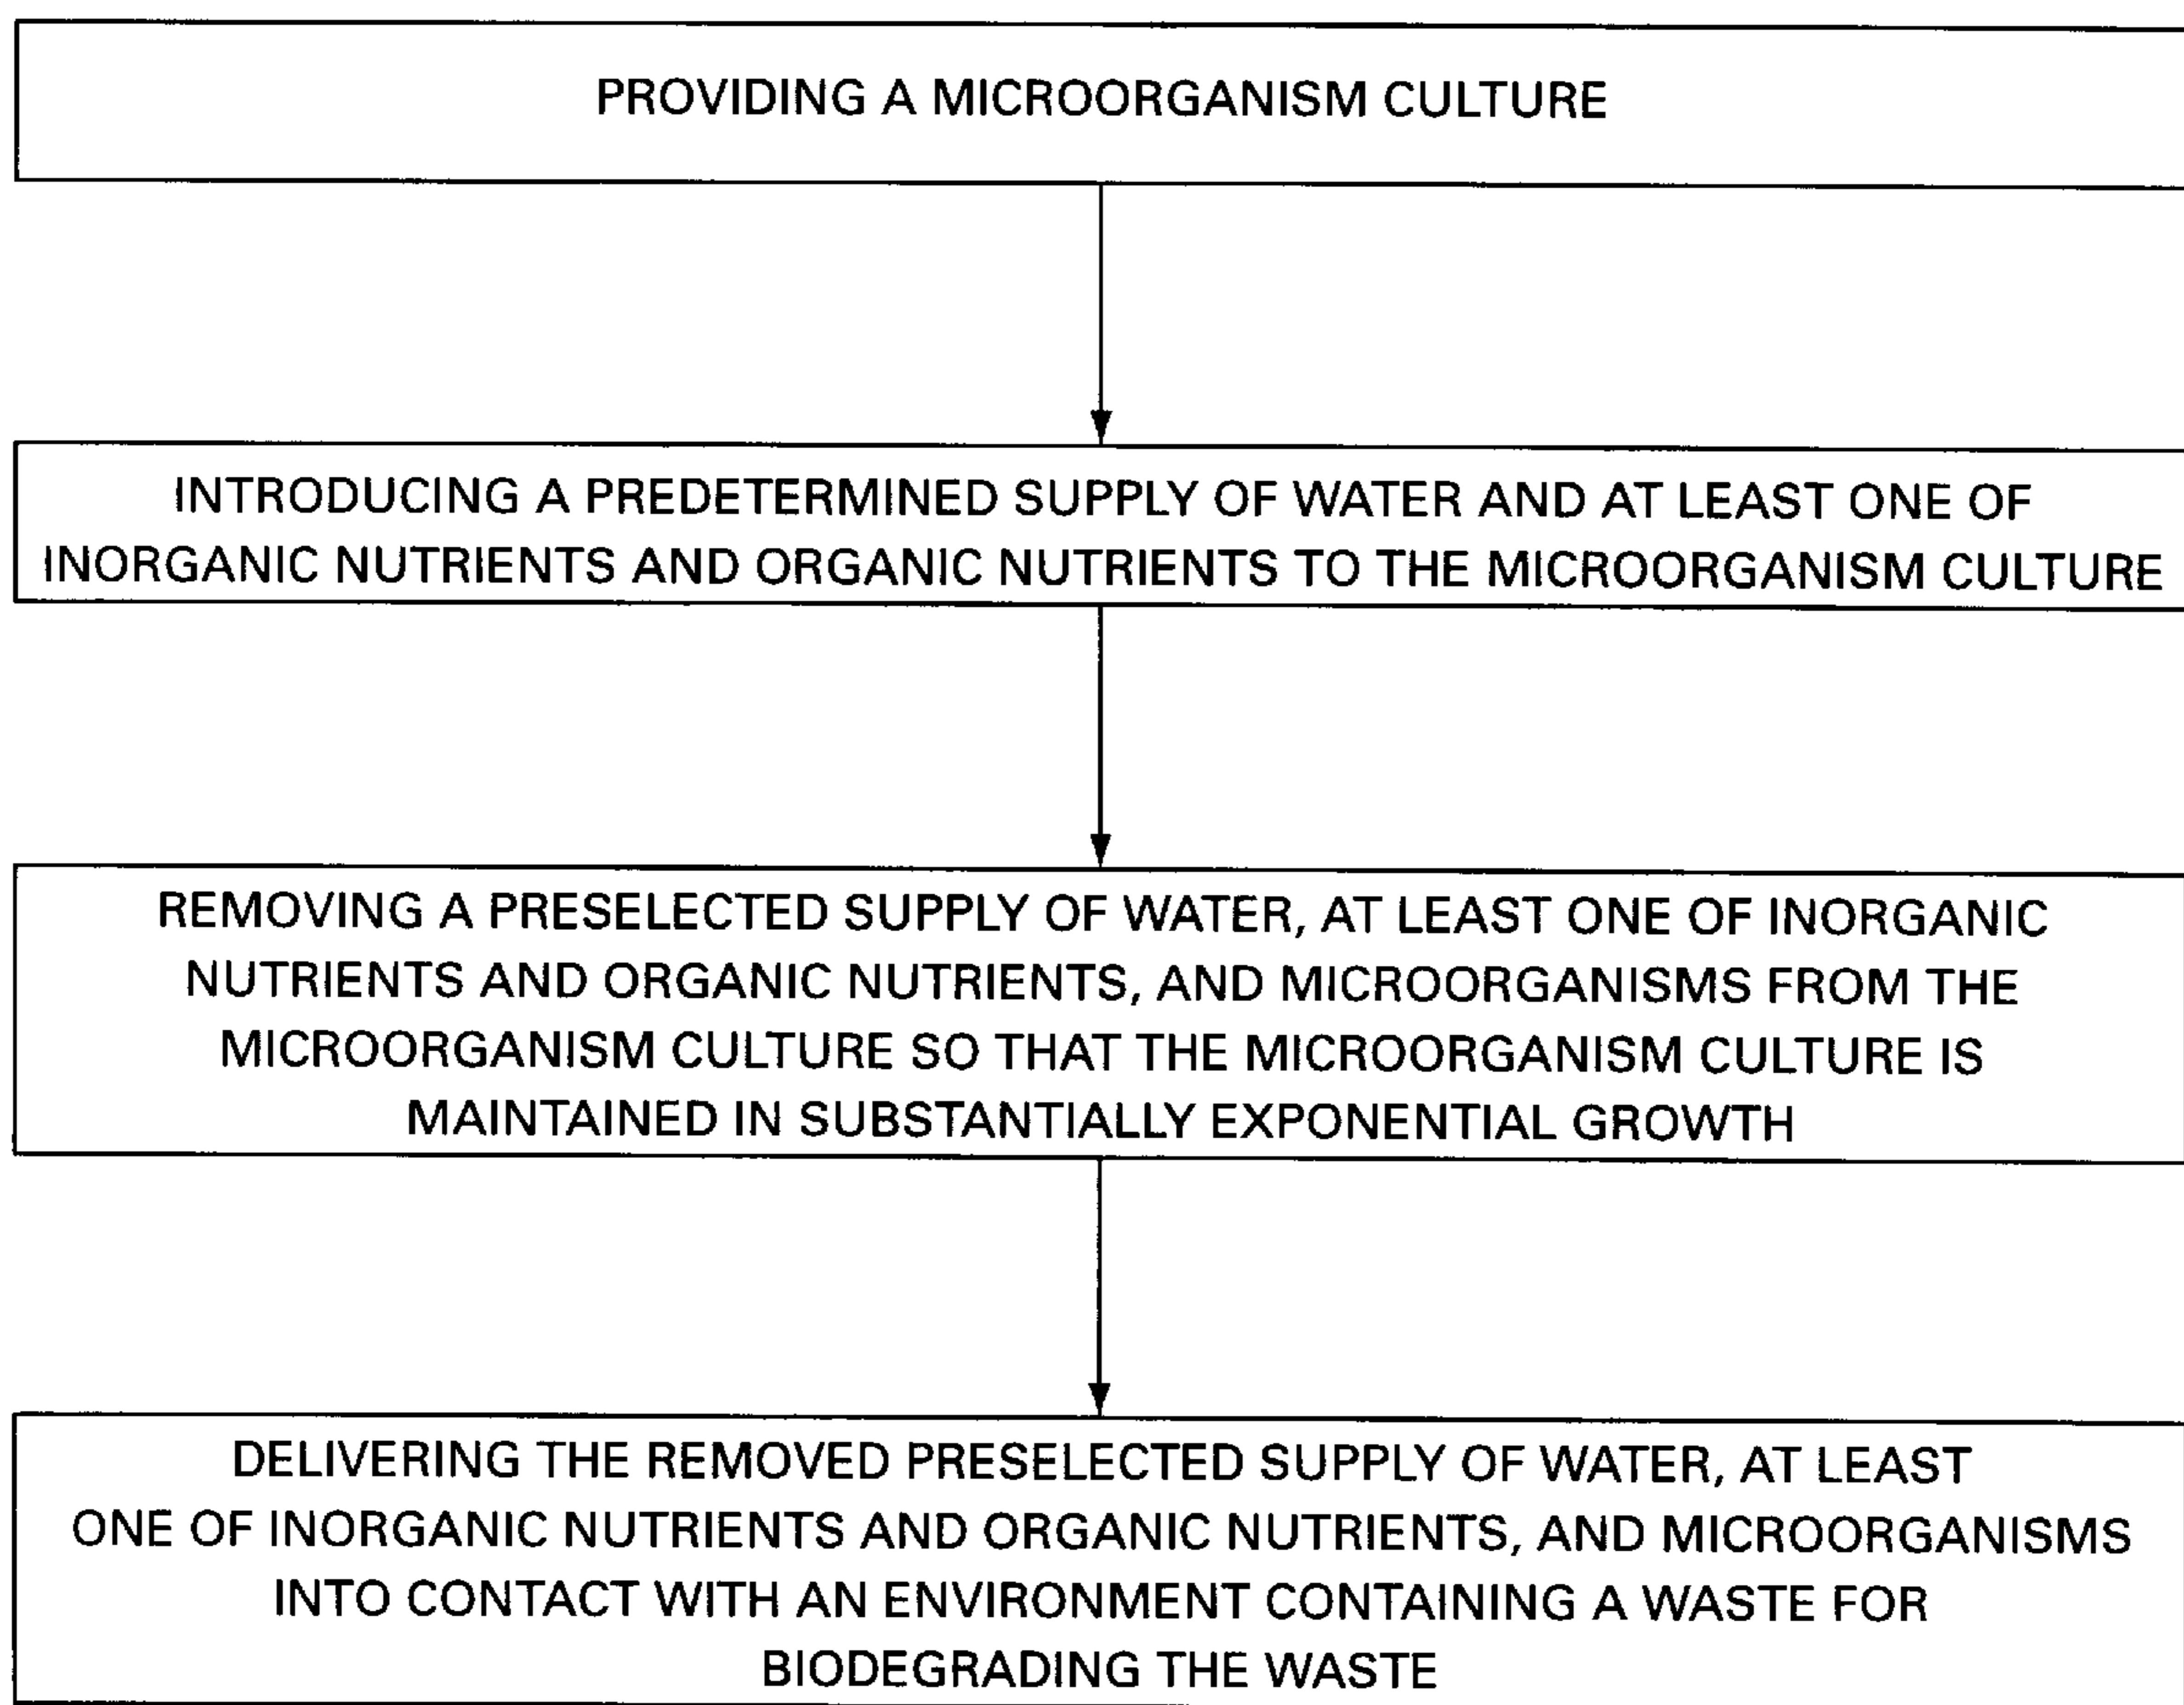 PROVIDING A MICROORGANISM CULTURE
INTRODUCING A PREDETERMINED SUPPLY OF WATER AND AT LEAST ONE OF
INORGANIC NUTRIENTS AND ORGANIC NUTRIENTS TO THE MICROORGANISM CULTURE
REMOVING A PRESELECTED SUPPLY OF WATER, AT LEAST ONE OF INORGANIC
NUTRIENTS AND ORGANIC NUTRIENTS, AND MICROORGANISMS FROM THE
MICROORGANISM CULTURE SO THAT THE MICROORGANISM CULTURE IS
MAINTAINED IN SUBSTANTIALLY EXPONENTIAL GROWTH
DELIVERING THE REMOVED PRESELECTED SUPPLY OF WATER, AT LEAST
ONE OF INORGANIC NUTRIENTS AND ORGANIC NUTRIENTS, AND MICROORGANISMS
INTO CONTACT WITH AN ENVIRONMENT CONTAINING A WASTE FOR
BIODEGRADING THE WASTE